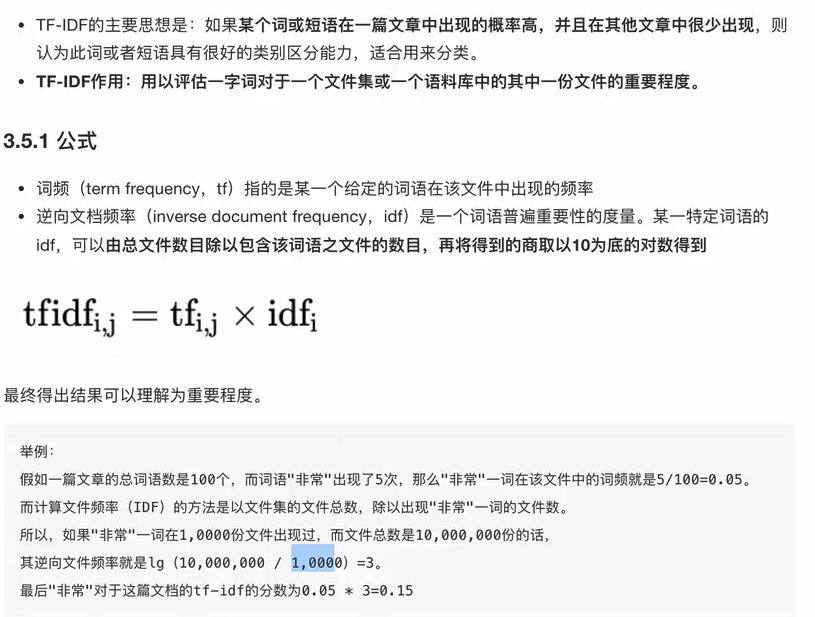 • TF-IDF的主要思想是：如果某个词或短语在一篇文章中出现的概率高，并且在其他文章中很少出现，则
认为此词或者短语具有很好的类别区分能力，适合用来分类。
• TF-IDF作用：用以评估一字词对于一个文件集或一个语料库中的其中一份文件的重要程度。
3.5.1 公式
• 词频（term frequency，tf）指的是某一个给定的词语在该文件中出现的频率
• 逆向文档频率（inverse document frequency，idf）是一个词语普遍重要性的度量。某一特定词语的
idf，可以由总文件数目除以包含该词语之文件的数目，再将得到的商取以10为底的对数得到
tfidf_{i,j} = tf_{i,j} × idf_i
最终得出结果可以理解为重要程度。
举例：
假如一篇文章的总词语数是100个，而词语"非常"出现了5次，那么"非常"一词在该文件中的词频就是5/100=0.05。
而计算文件频率（IDF）的方法是以文件集的文件总数，除以出现"非常"一词的文件数。
所以，如果"非常"一词在1,0000份文件出现过，而文件总数是10,000,000份的话，
其逆向文件频率就是lg（10,000,000 / 1,0000）=3。
最后"非常"对于这篇文档的tf-idf的分数为0.05 * 3=0.15